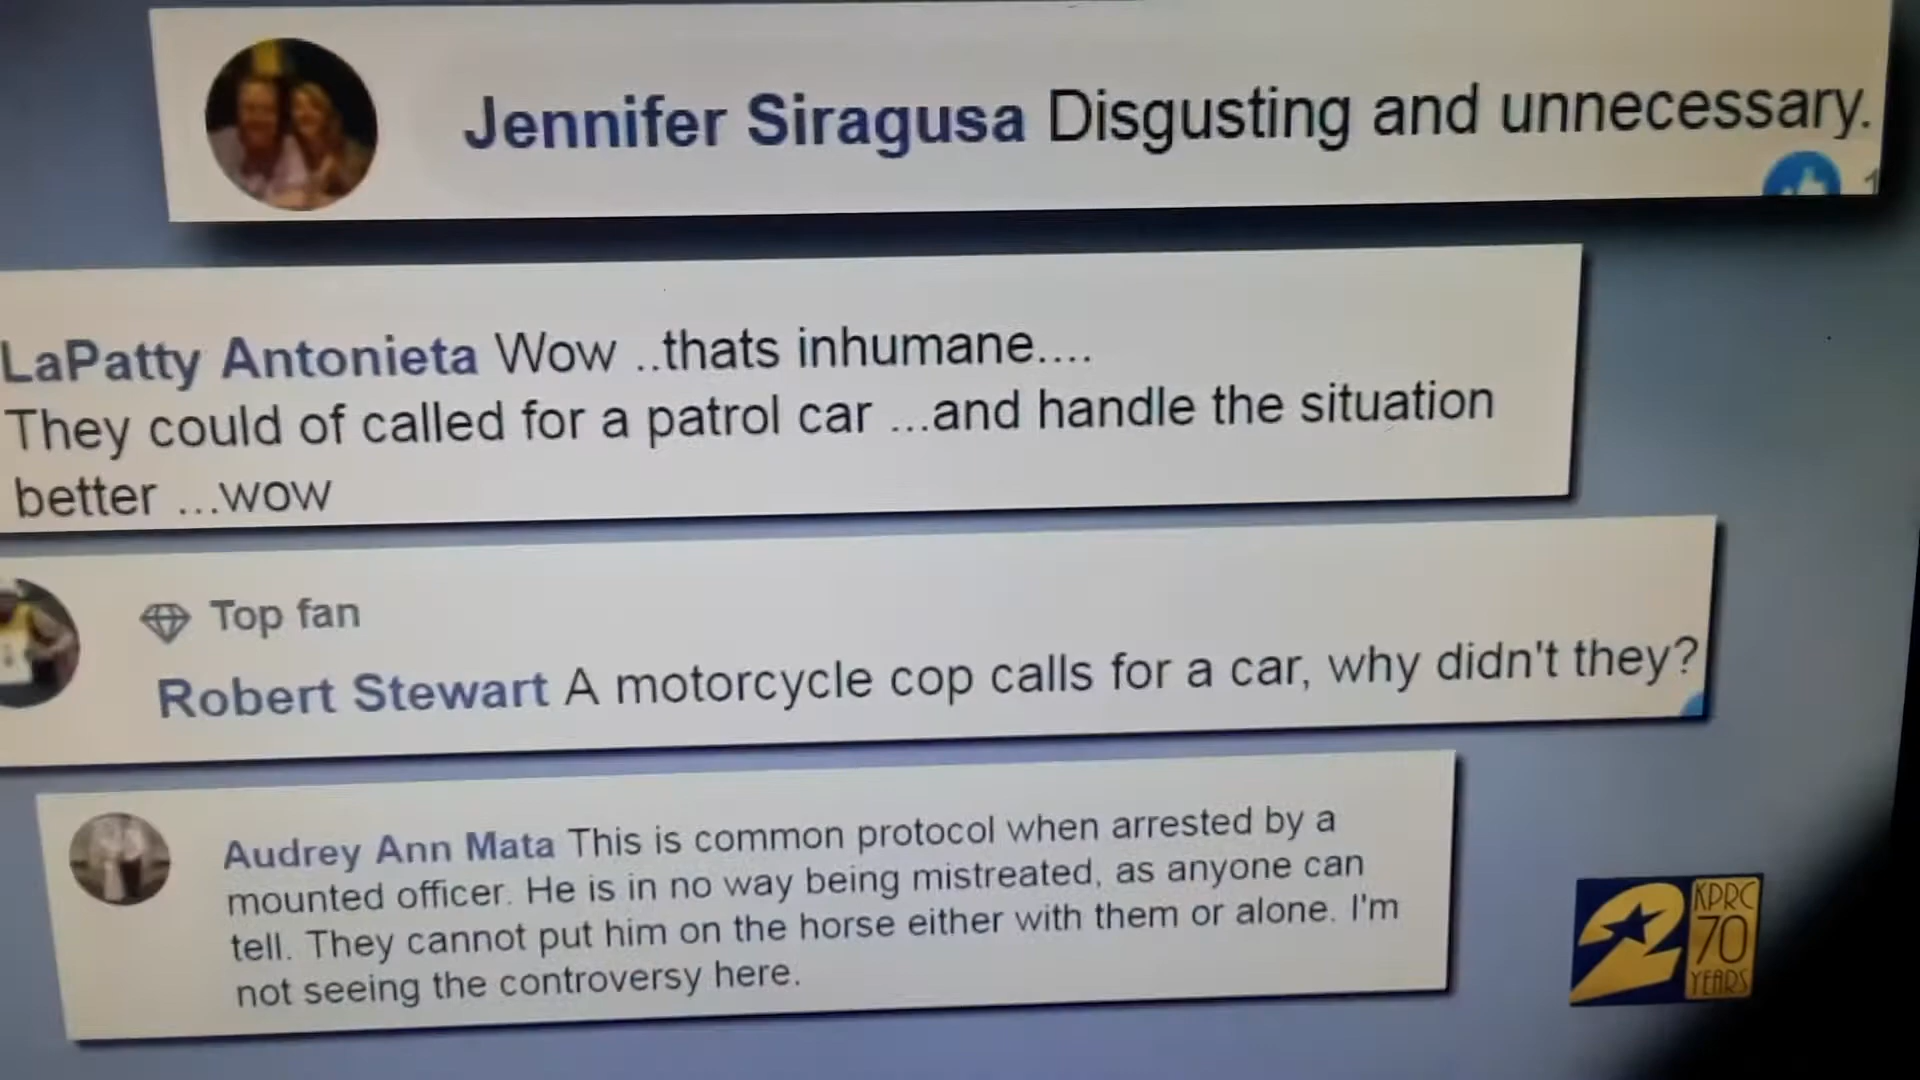 Jennifer Siragusa Disgusting and unnecessary.
1
LaPatty Antonieta Wow ..thats inhumane....
They could of called for a patrol car ...and handle the situation
better ...wow
Top fan
Robert Stewart A motorcycle cop calls for a car, why didn't they?
Audrey Ann Mata This is common protocol when arrested by a
mounted officer. He is in no way being mistreated, as anyone can
tell. They cannot put him on the horse either with them or alone. I'm
not seeing the controversy here.
2
KPRC
70
YEARS